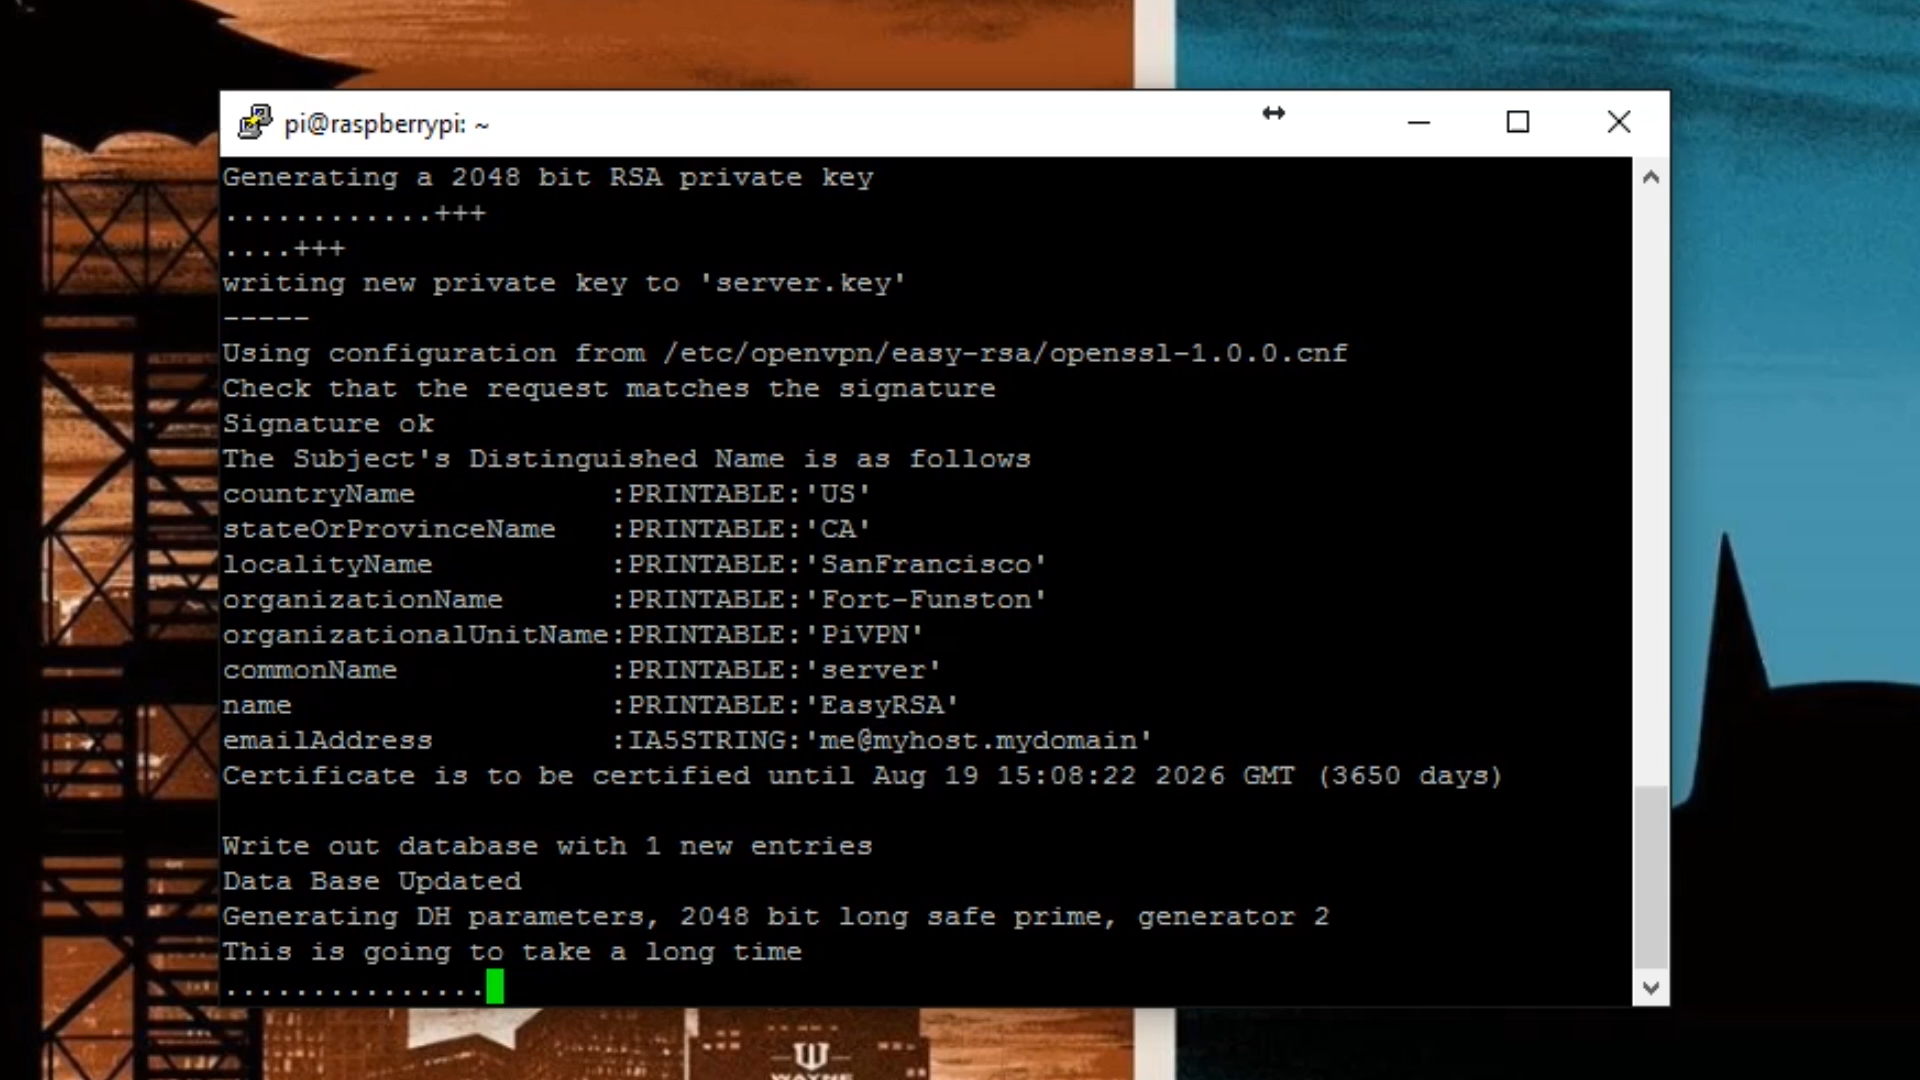 pi@raspberrypi: ~
Generating a 2048 bit RSA private key
............+++
....+++
writing new private key to 'server.key'
-----
Using configuration from /etc/openvpn/easy-rsa/openssl-1.0.0.cnf
Check that the request matches the signature
Signature ok
The Subject's Distinguished Name is as follows
countryName           :PRINTABLE:'US'
stateOrProvinceName   :PRINTABLE:'CA'
localityName          :PRINTABLE:'SanFrancisco'
organizationName      :PRINTABLE:'Fort-Funston'
organizationalUnitName:PRINTABLE:'PiVPN'
commonName            :PRINTABLE:'server'
name                  :PRINTABLE:'EasyRSA'
emailAddress          :IA5STRING:'me@myhost.mydomain'
Certificate is to be certified until Aug 19 15:08:22 2026 GMT (3650 days)
Write out database with 1 new entries
Data Base Updated
Generating DH parameters, 2048 bit long safe prime, generator 2
This is going to take a long time
...............
W
WAYNE